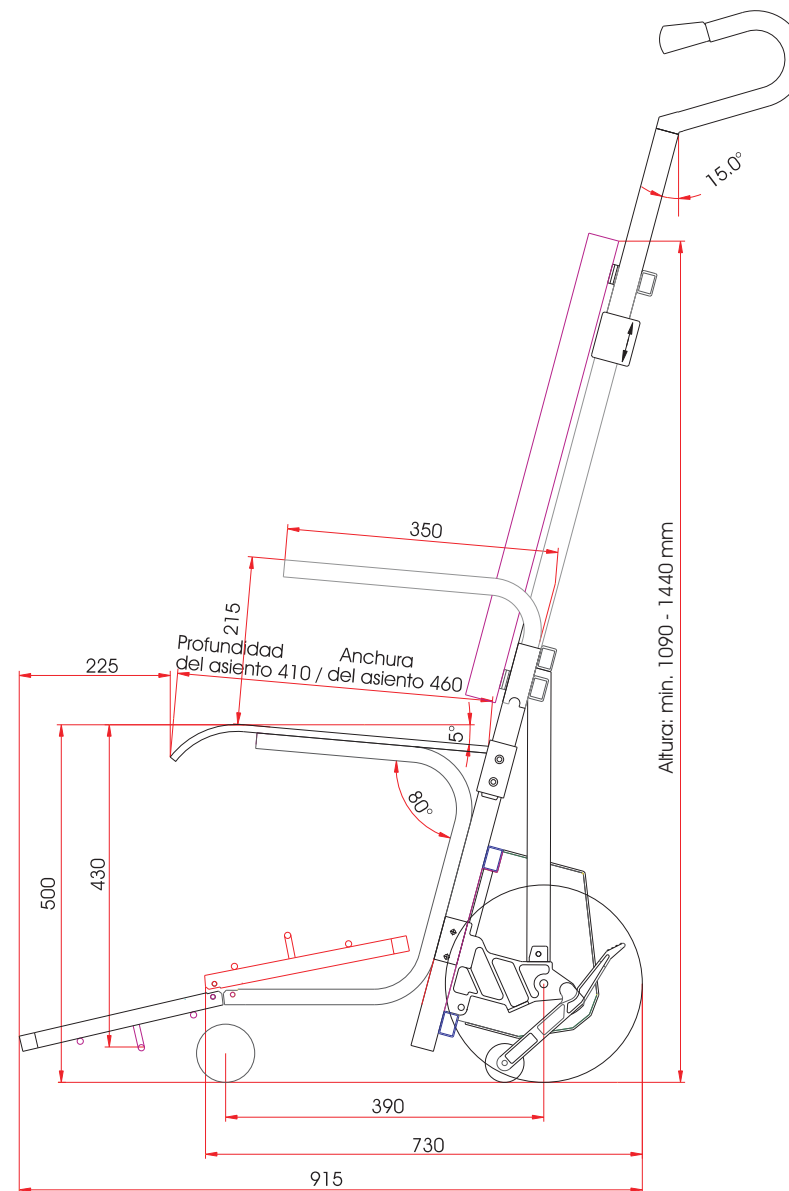 15.0°
350
215
Profundidad
del asiento 410 / 
Anchura
del asiento 460
225
5°
80°
Altura: min. 1090 - 1440 mm
500
430
390
730
915